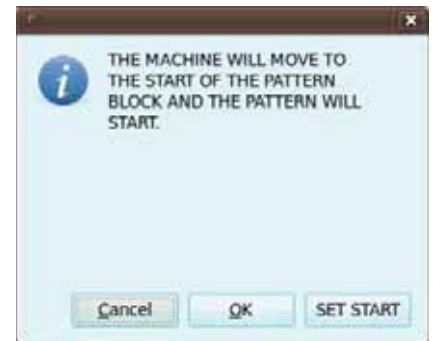 THE MACHINE WILL MOVE TO
THE START OF THE PATTERN
BLOCK AND THE PATTERN WILL
START.
Cancel OK SET START